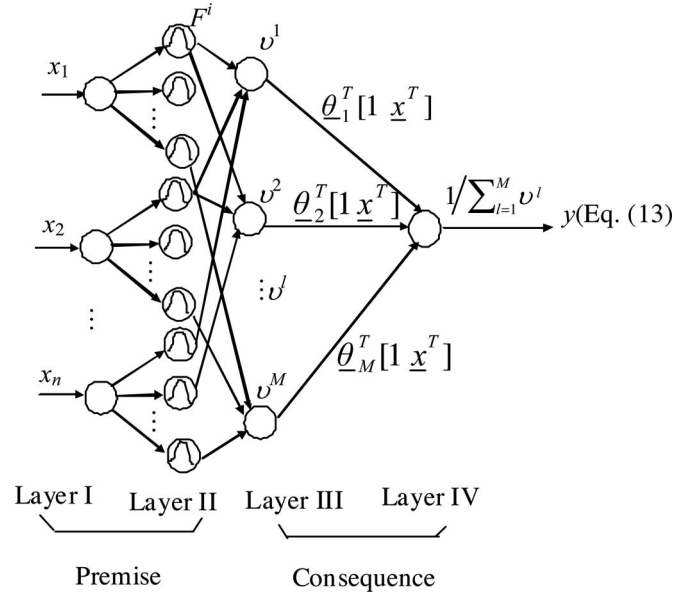 F^i
x_1
υ^1
θ_1^T[1 x^T]
x_2
υ^2
θ_2^T[1 x^T]
1/∑_{l=1}^M υ^l
y(Eq. (13)
⋮υ^l
θ_M^T[1 x^T]
x_n
υ^M
Layer I
Layer II
Layer III
Layer IV
Premise
Consequence